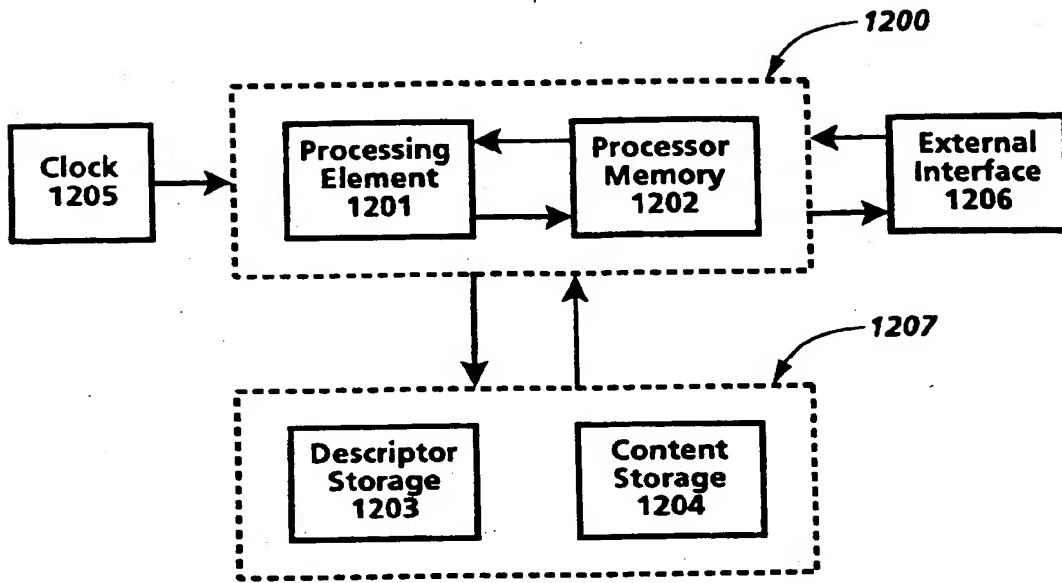 1200
Clock
1205
Processing
Element
1201
Processor
Memory
1202
External
Interface
1206
1207
Descriptor
Storage
1203
Content
Storage
1204